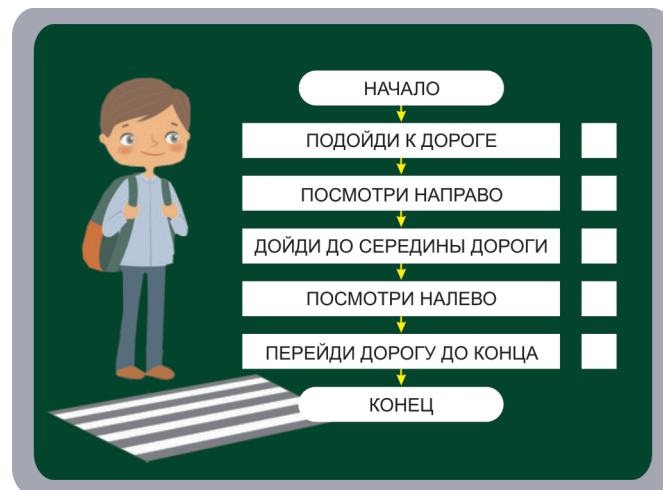 НАЧАЛО
ПОДОЙДИ К ДОРОГЕ
ПОСМОТРИ НАПРАВО
ДОЙДИ ДО СЕРЕДИНЫ ДОРОГИ
ПОСМОТРИ НАЛЕВО
ПЕРЕЙДИ ДОРОГУ ДО КОНЦА
КОНЕЦ